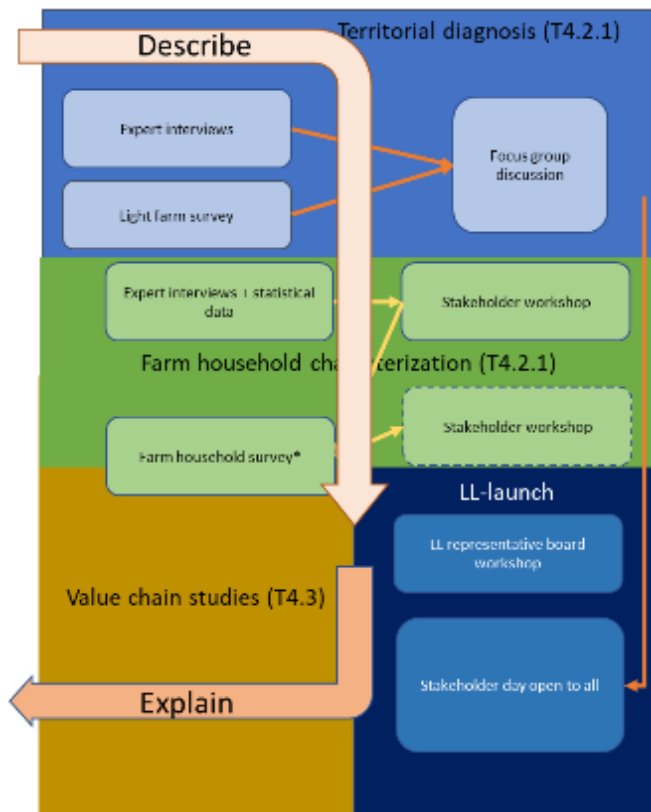 Territorial diagnosis (T4.2.1)
Describe
Expert interviews
Focus group
discussion
Light farm survey
Expert interviews + statistical
data
Stakeholder workshop
Farm household cha terization (T4.2.1)
Farm household survey*
Stakeholder workshop
LL-launch
LL representative board
workshop
Value chain studies (T4.3)
Stakeholder day open to all
Explain